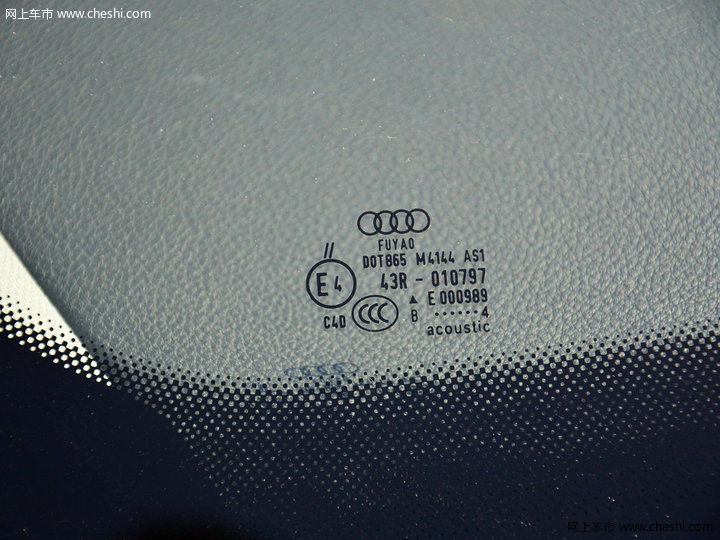 网上车市 www.cheshi.com
FUYAO
DOT865 M4144 AS1
//
E4
43R - 010797
▲ E 000989
C4D CCC B ······4
acoustic
网上车市 www.cheshi.com